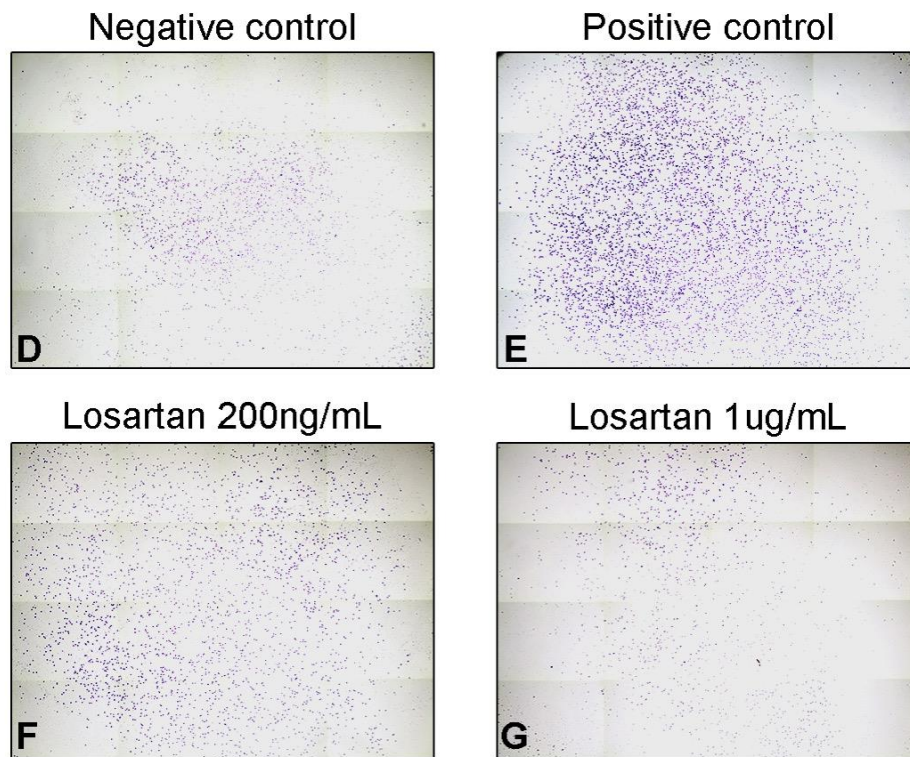 Negative control
Positive control
D
E
Losartan 200ng/mL
Losartan 1ug/mL
F
G